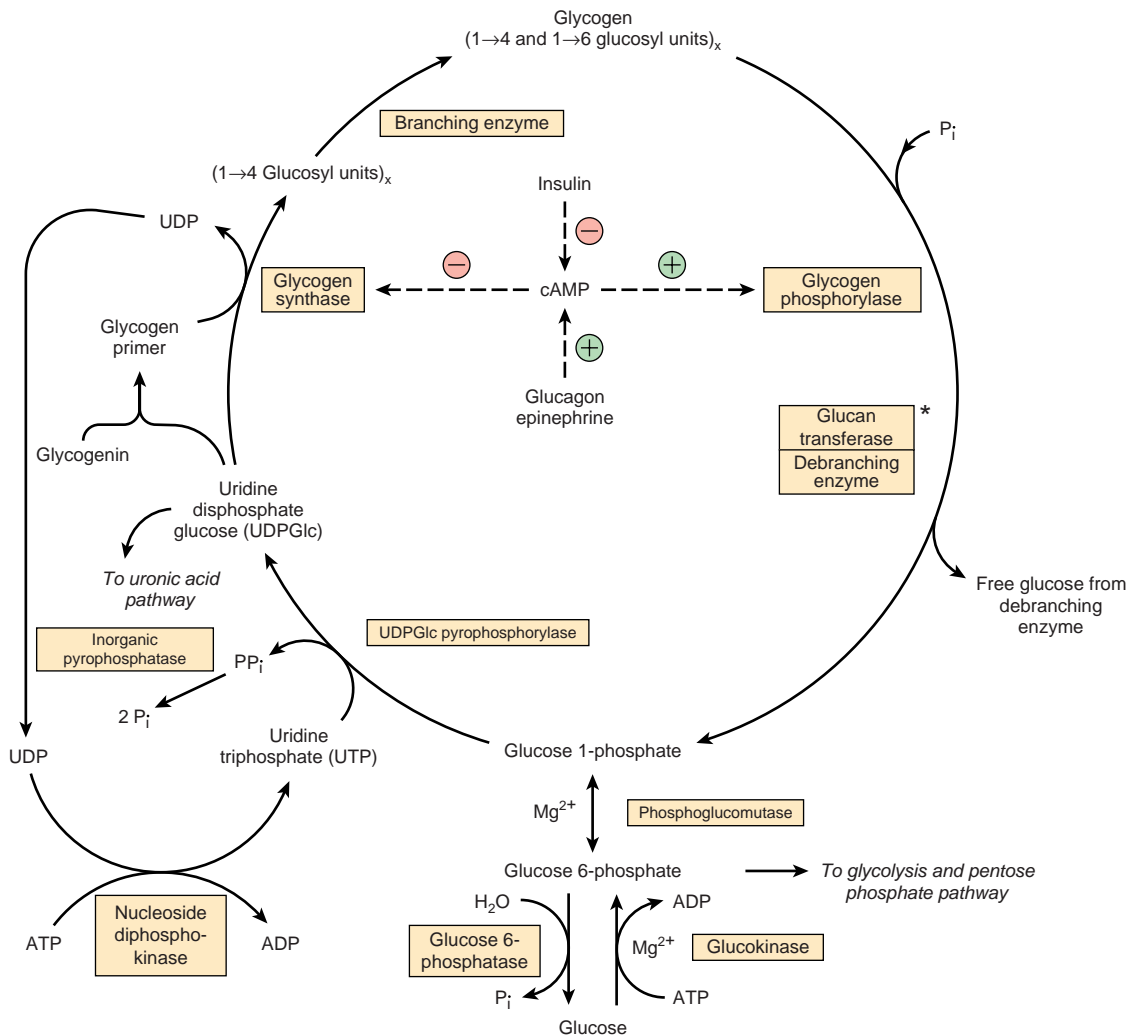 Glycogen
(1→4 and 1→6 glucosyl units)x
Branching enzyme
Pi
(1→4 Glucosyl units)x
Insulin
UDP
−
−
+
Glycogen
synthase
cAMP
Glycogen
phosphorylase
Glycogen
primer
+
Glucagon
epinephrine
Glucan
transferase
*
Debranching
enzyme
Glycogenin
Uridine
disphosphate
glucose (UDPGlc)
To uronic acid
pathway
Free glucose from
debranching
enzyme
UDPGlc pyrophosphorylase
Inorganic
pyrophosphatase
PPi
2 Pi
UDP
Uridine
triphosphate (UTP)
Glucose 1-phosphate
Mg2+
Phosphoglucomutase
Glucose 6-phosphate
To glycolysis and pentose
phosphate pathway
H2O
ADP
Nucleoside
diphospho-
kinase
ATP
ADP
Glucose 6-
phosphatase
Mg2+
Glucokinase
Pi
ATP
Glucose